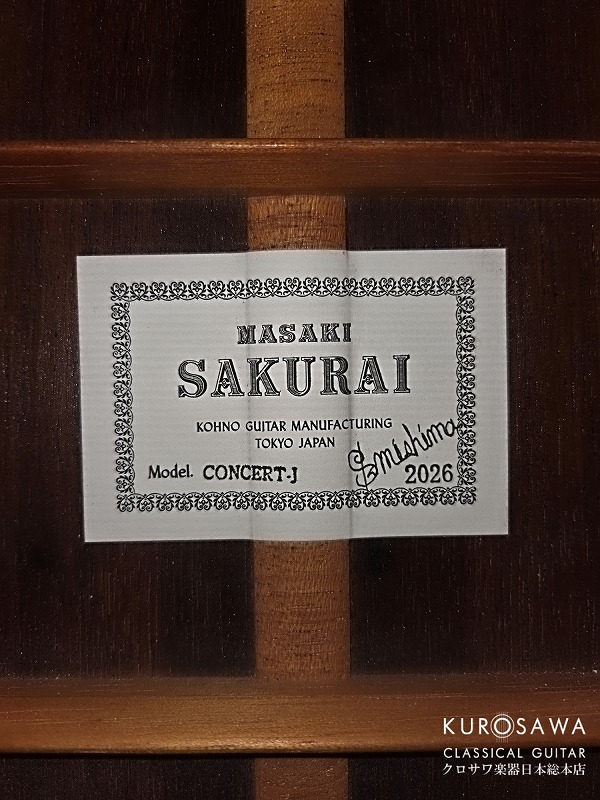 MASAKI
SAKURAI
KOHNO GUITAR MANUFACTURING
TOKYO JAPAN
Model. CONCERT-J
2026
KUROSAWA
CLASSICAL GUITAR
クロサワ楽器日本総本店